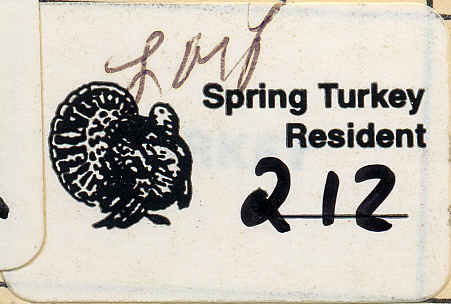 Spring Turkey
Resident
212